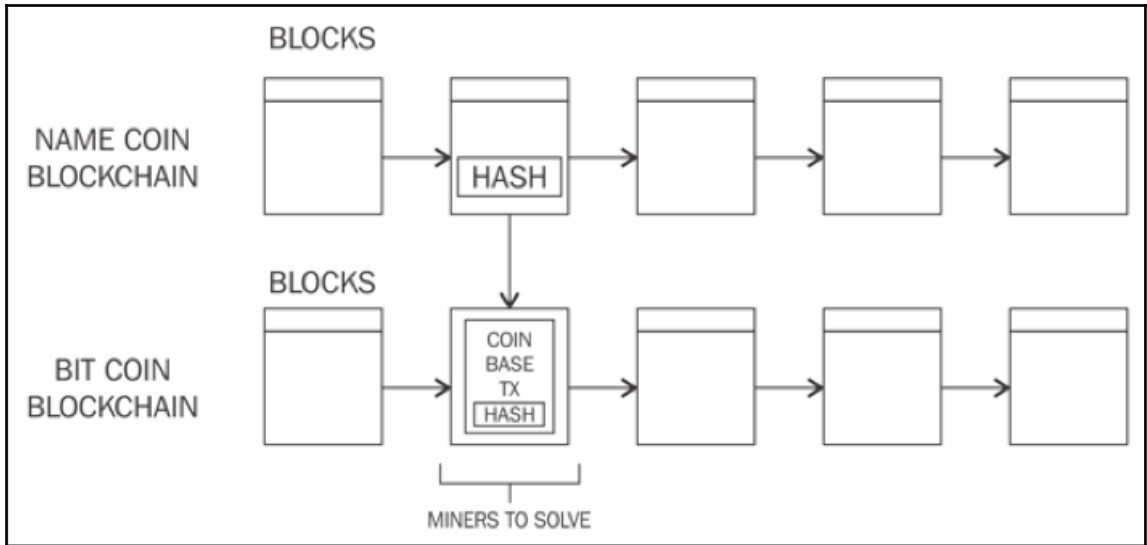 BLOCKS
NAME COIN
BLOCKCHAIN
HASH
BLOCKS
BIT COIN
BLOCKCHAIN
COIN
BASE
TX
HASH
MINERS TO SOLVE